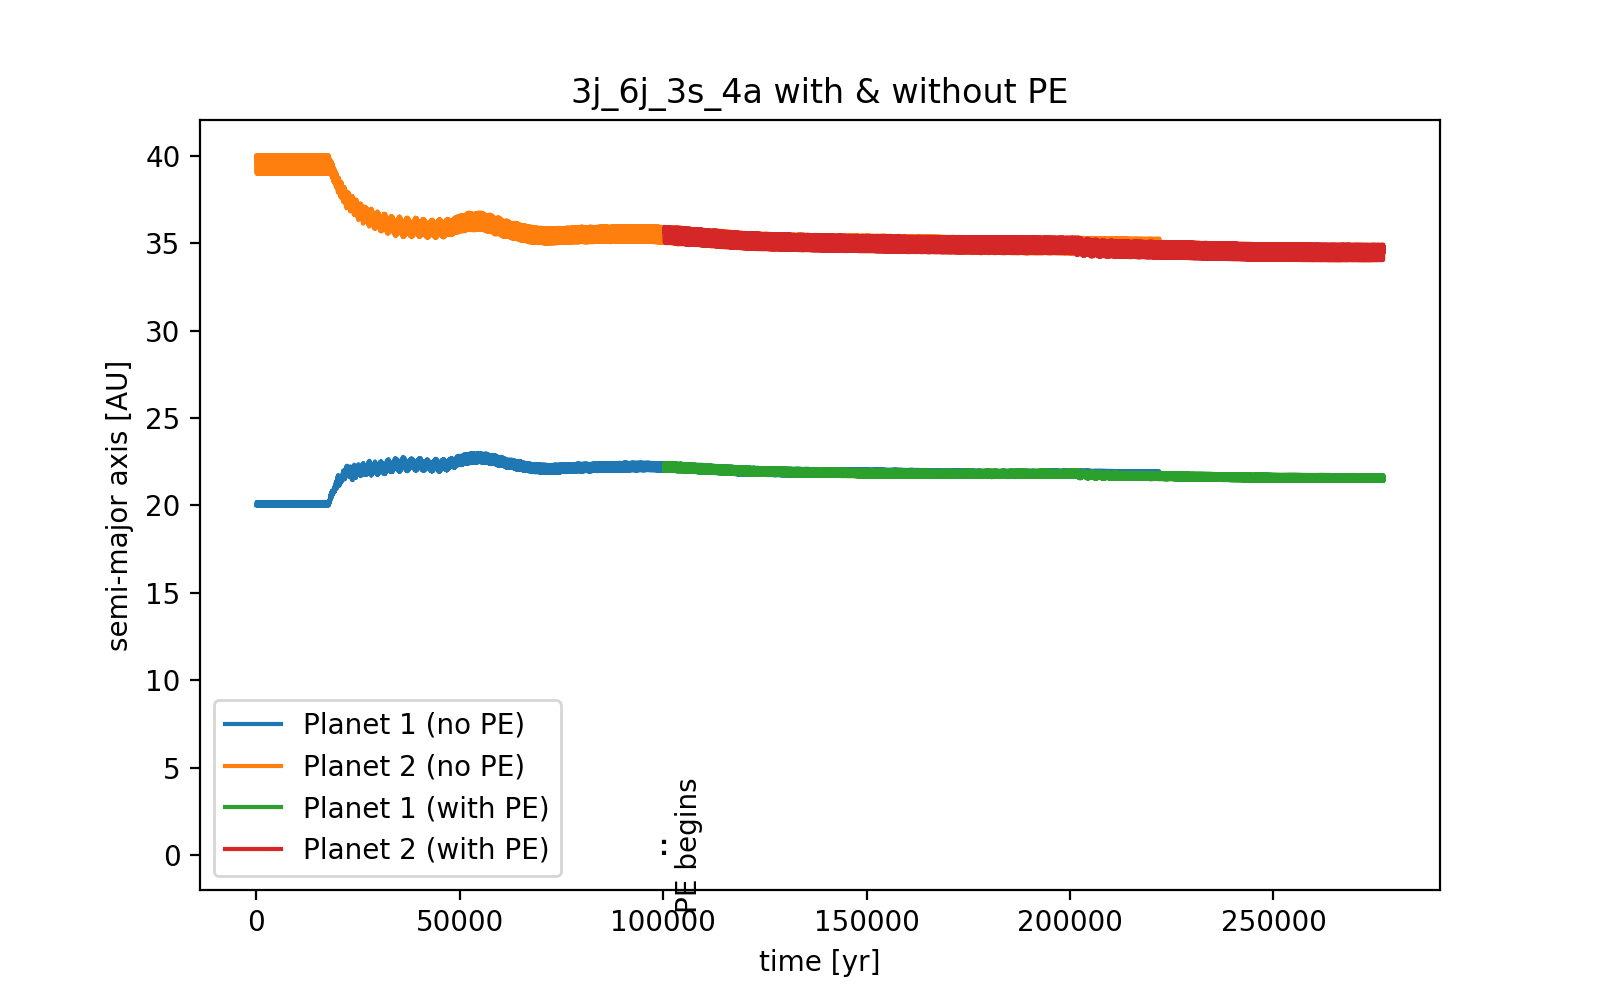 3j_6j_3s_4a with & without PE
semi-major axis [AU]
40
35
30
25
20
15
10
5
0
Planet 1 (no PE)
Planet 2 (no PE)
Planet 1 (with PE)
Planet 2 (with PE)
PE begins
0
50000
100000
150000
200000
250000
time [yr]